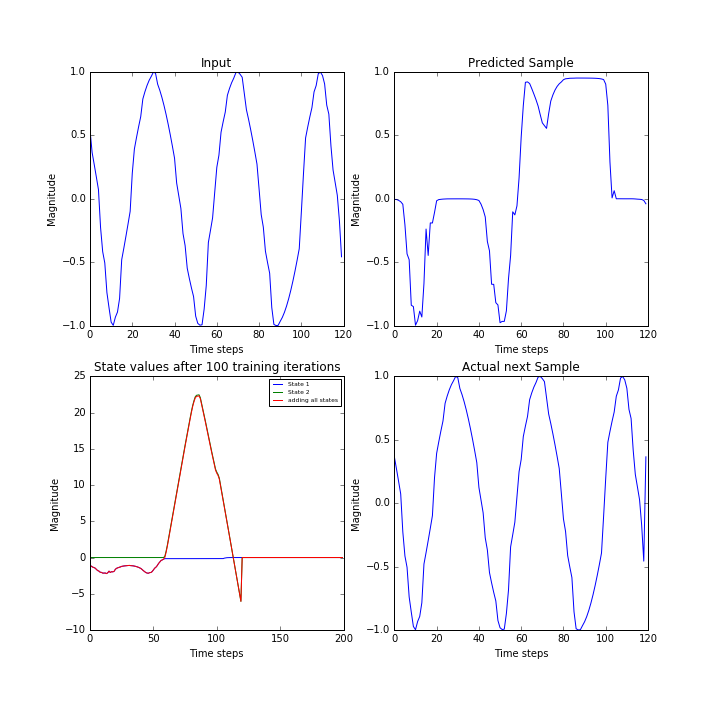 Input
1.0
0.5
0.0
−0.5
−1.0
0 20 40 60 80 100 120
Time steps
Magnitude
Predicted Sample
1.0
0.5
0.0
−0.5
−1.0
0 20 40 60 80 100 120
Time steps
Magnitude
State values after 100 training iterations
25
20
15
10
5
0
−5
−10
0 50 100 150 200
Time steps
Magnitude
State 1
State 2
adding all states
Actual next Sample
1.0
0.5
0.0
−0.5
−1.0
0 20 40 60 80 100 120
Time steps
Magnitude